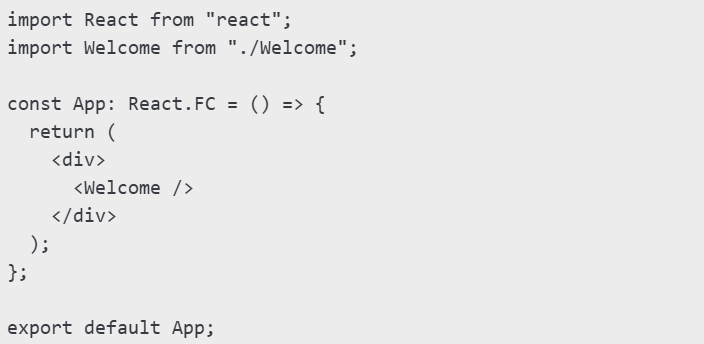 import React from "react";
import Welcome from "./Welcome";

const App: React.FC = () => {
  return (
    <div>
      <Welcome />
    </div>
  );
};

export default App;